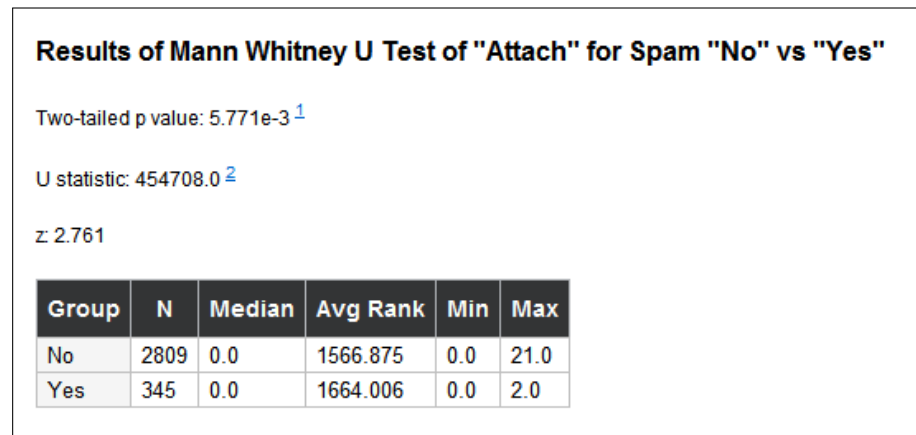 Results of Mann Whitney U Test of "Attach" for Spam "No" vs "Yes"
Two-tailed p value: 5.771e-3 1
U statistic: 454708.0 2
z: 2.761
Group N Median Avg Rank Min Max
No 2809 0.0 1566.875 0.0 21.0
Yes 345 0.0 1664.006 0.0 2.0